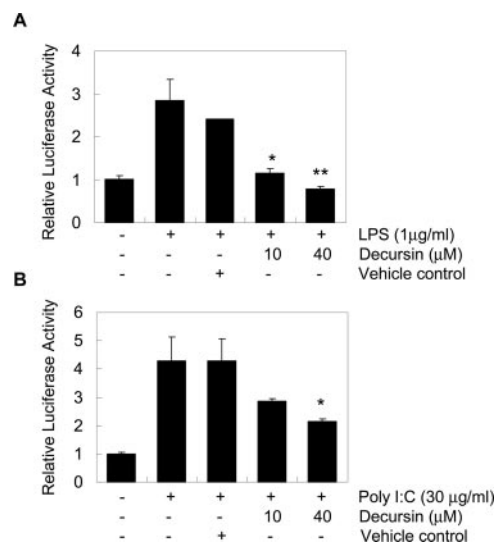 A
Relative Luciferase Activity
4
3
2
1
0
*
**
- + + + + LPS (1μg/ml)
- - - 10 40 Decursin (μM)
- - + - - Vehicle control
B
Relative Luciferase Activity
6
5
4
3
2
1
0
*
- + + + + Poly I:C (30 μg/ml)
- - - 10 40 Decursin (μM)
- - + - - Vehicle control